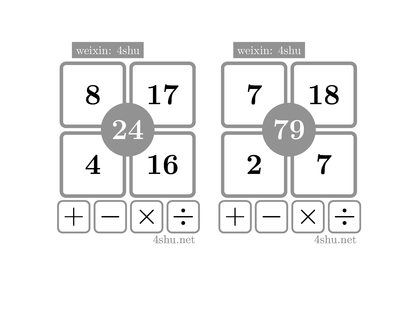 weixin: 4shu
8 17
24
4 16
+ − × ÷
4shu.net
weixin: 4shu
7 18
79
2 7
+ − × ÷
4shu.net